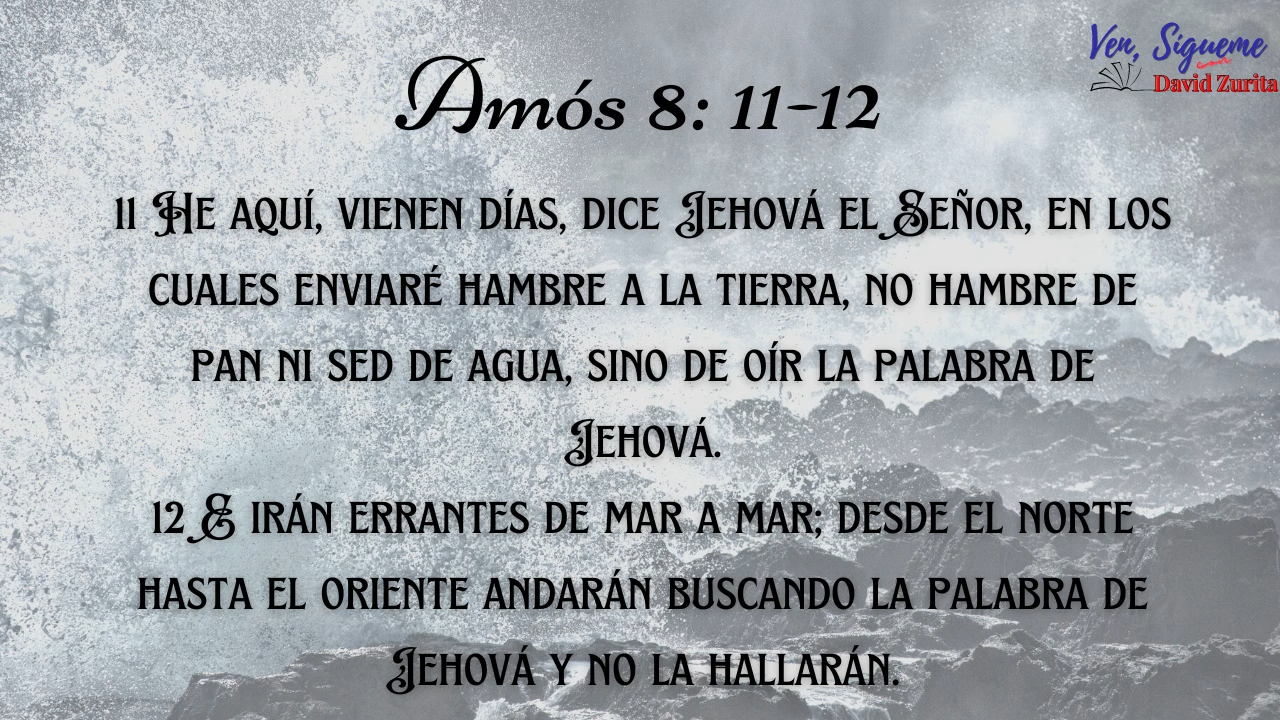 Ven, Sígueme
con
David Zurita
Amós 8: 11-12
11 He aquí, vienen días, dice Jehová el Señor, en los
cuales enviaré hambre a la tierra, no hambre de
pan ni sed de agua, sino de oír la palabra de
Jehová.
12 E irán errantes de mar a mar; desde el norte
hasta el oriente andarán buscando la palabra de
Jehová y no la hallarán.